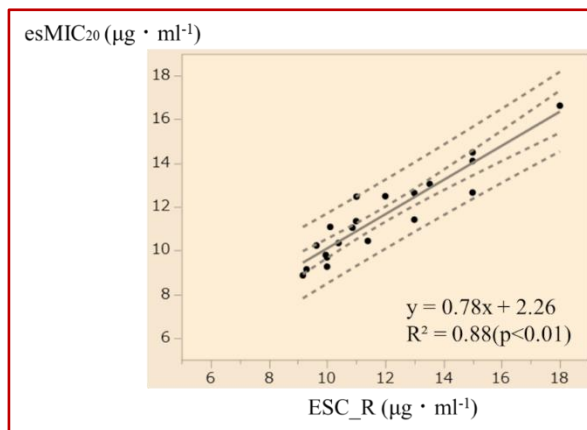 esMIC₂₀ (μg・ml⁻¹)
18
16
14
12
10
8
6
y = 0.78x + 2.26
R² = 0.88(p<0.01)
6 8 10 12 14 16 18
ESC_R (μg・ml⁻¹)